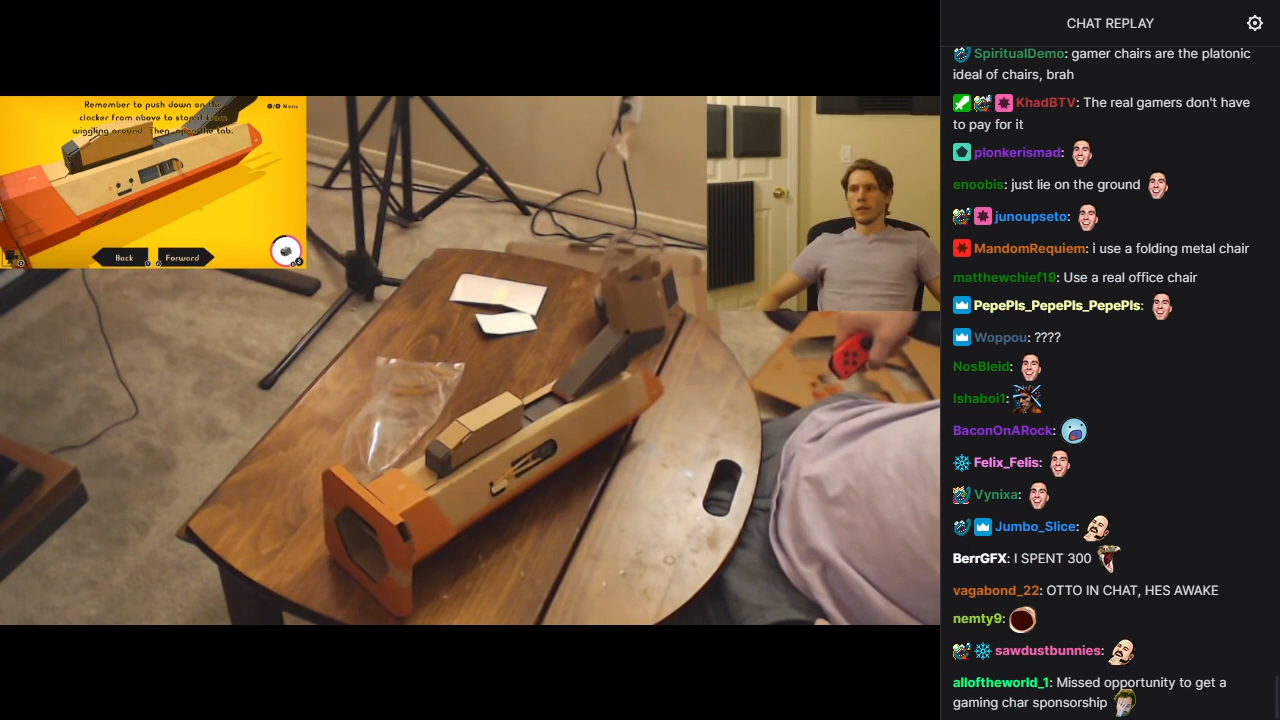 Remember to push down on the
clacker from above to stop it from
wiggling around. Then, open the tab.
Menu
Back
Forward
CHAT REPLAY
SpiritualDemo: gamer chairs are the platonic
ideal of chairs, brah
KhadBTV: The real gamers don't have
to pay for it
plonkerismad:
enoobis: just lie on the ground
junoupseto:
MandomRequiem: i use a folding metal chair
matthewchief19: Use a real office chair
PepePls_PepePls_PepePls:
Woppou: ????
NosBleid:
Ishaboi1:
BaconOnARock:
Felix_Felis:
Vynixa:
Jumbo_Slice:
BerrGFX: I SPENT 300
vagabond_22: OTTO IN CHAT, HES AWAKE
nemty9:
sawdustbunnies:
alloftheworld_1: Missed opportunity to get a
gaming char sponsorship